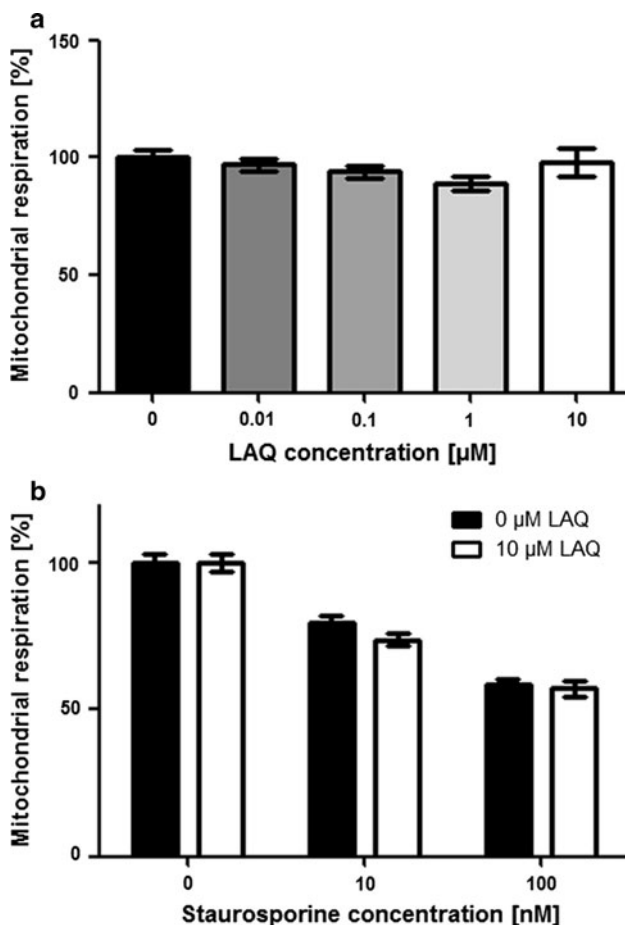 a
Mitochondrial respiration [%]
150
100
50
0
0 0.01 0.1 1 10
LAQ concentration [µM]
b
Mitochondrial respiration [%]
0 µM LAQ
10 µM LAQ
100
50
0
0 10 100
Staurosporine concentration [nM]